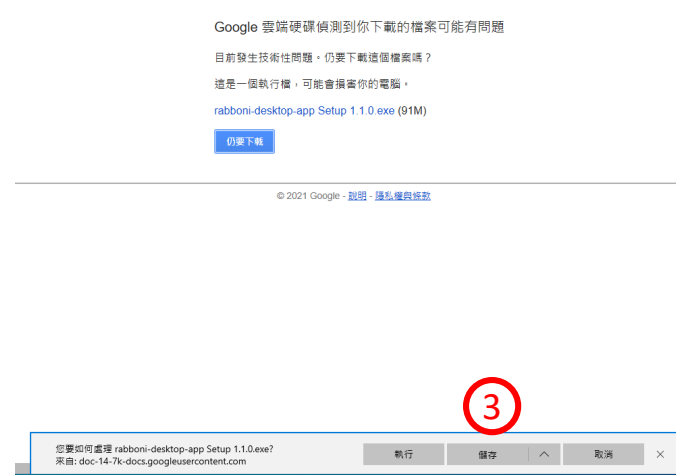 Google 雲端硬碟偵測到你下載的檔案可能有問題
目前發生技術性問題。仍要下載這個檔案嗎？
這是一個執行檔，可能會損害你的電腦。
rabboni-desktop-app Setup 1.1.0.exe (91M)
仍要下載
© 2021 Google - 說明 - 隱私權與條款
3
您要如何處理 rabboni-desktop-app Setup 1.1.0.exe?
來自: doc-14-7k-docs.googleusercontent.com
執行
儲存
取消